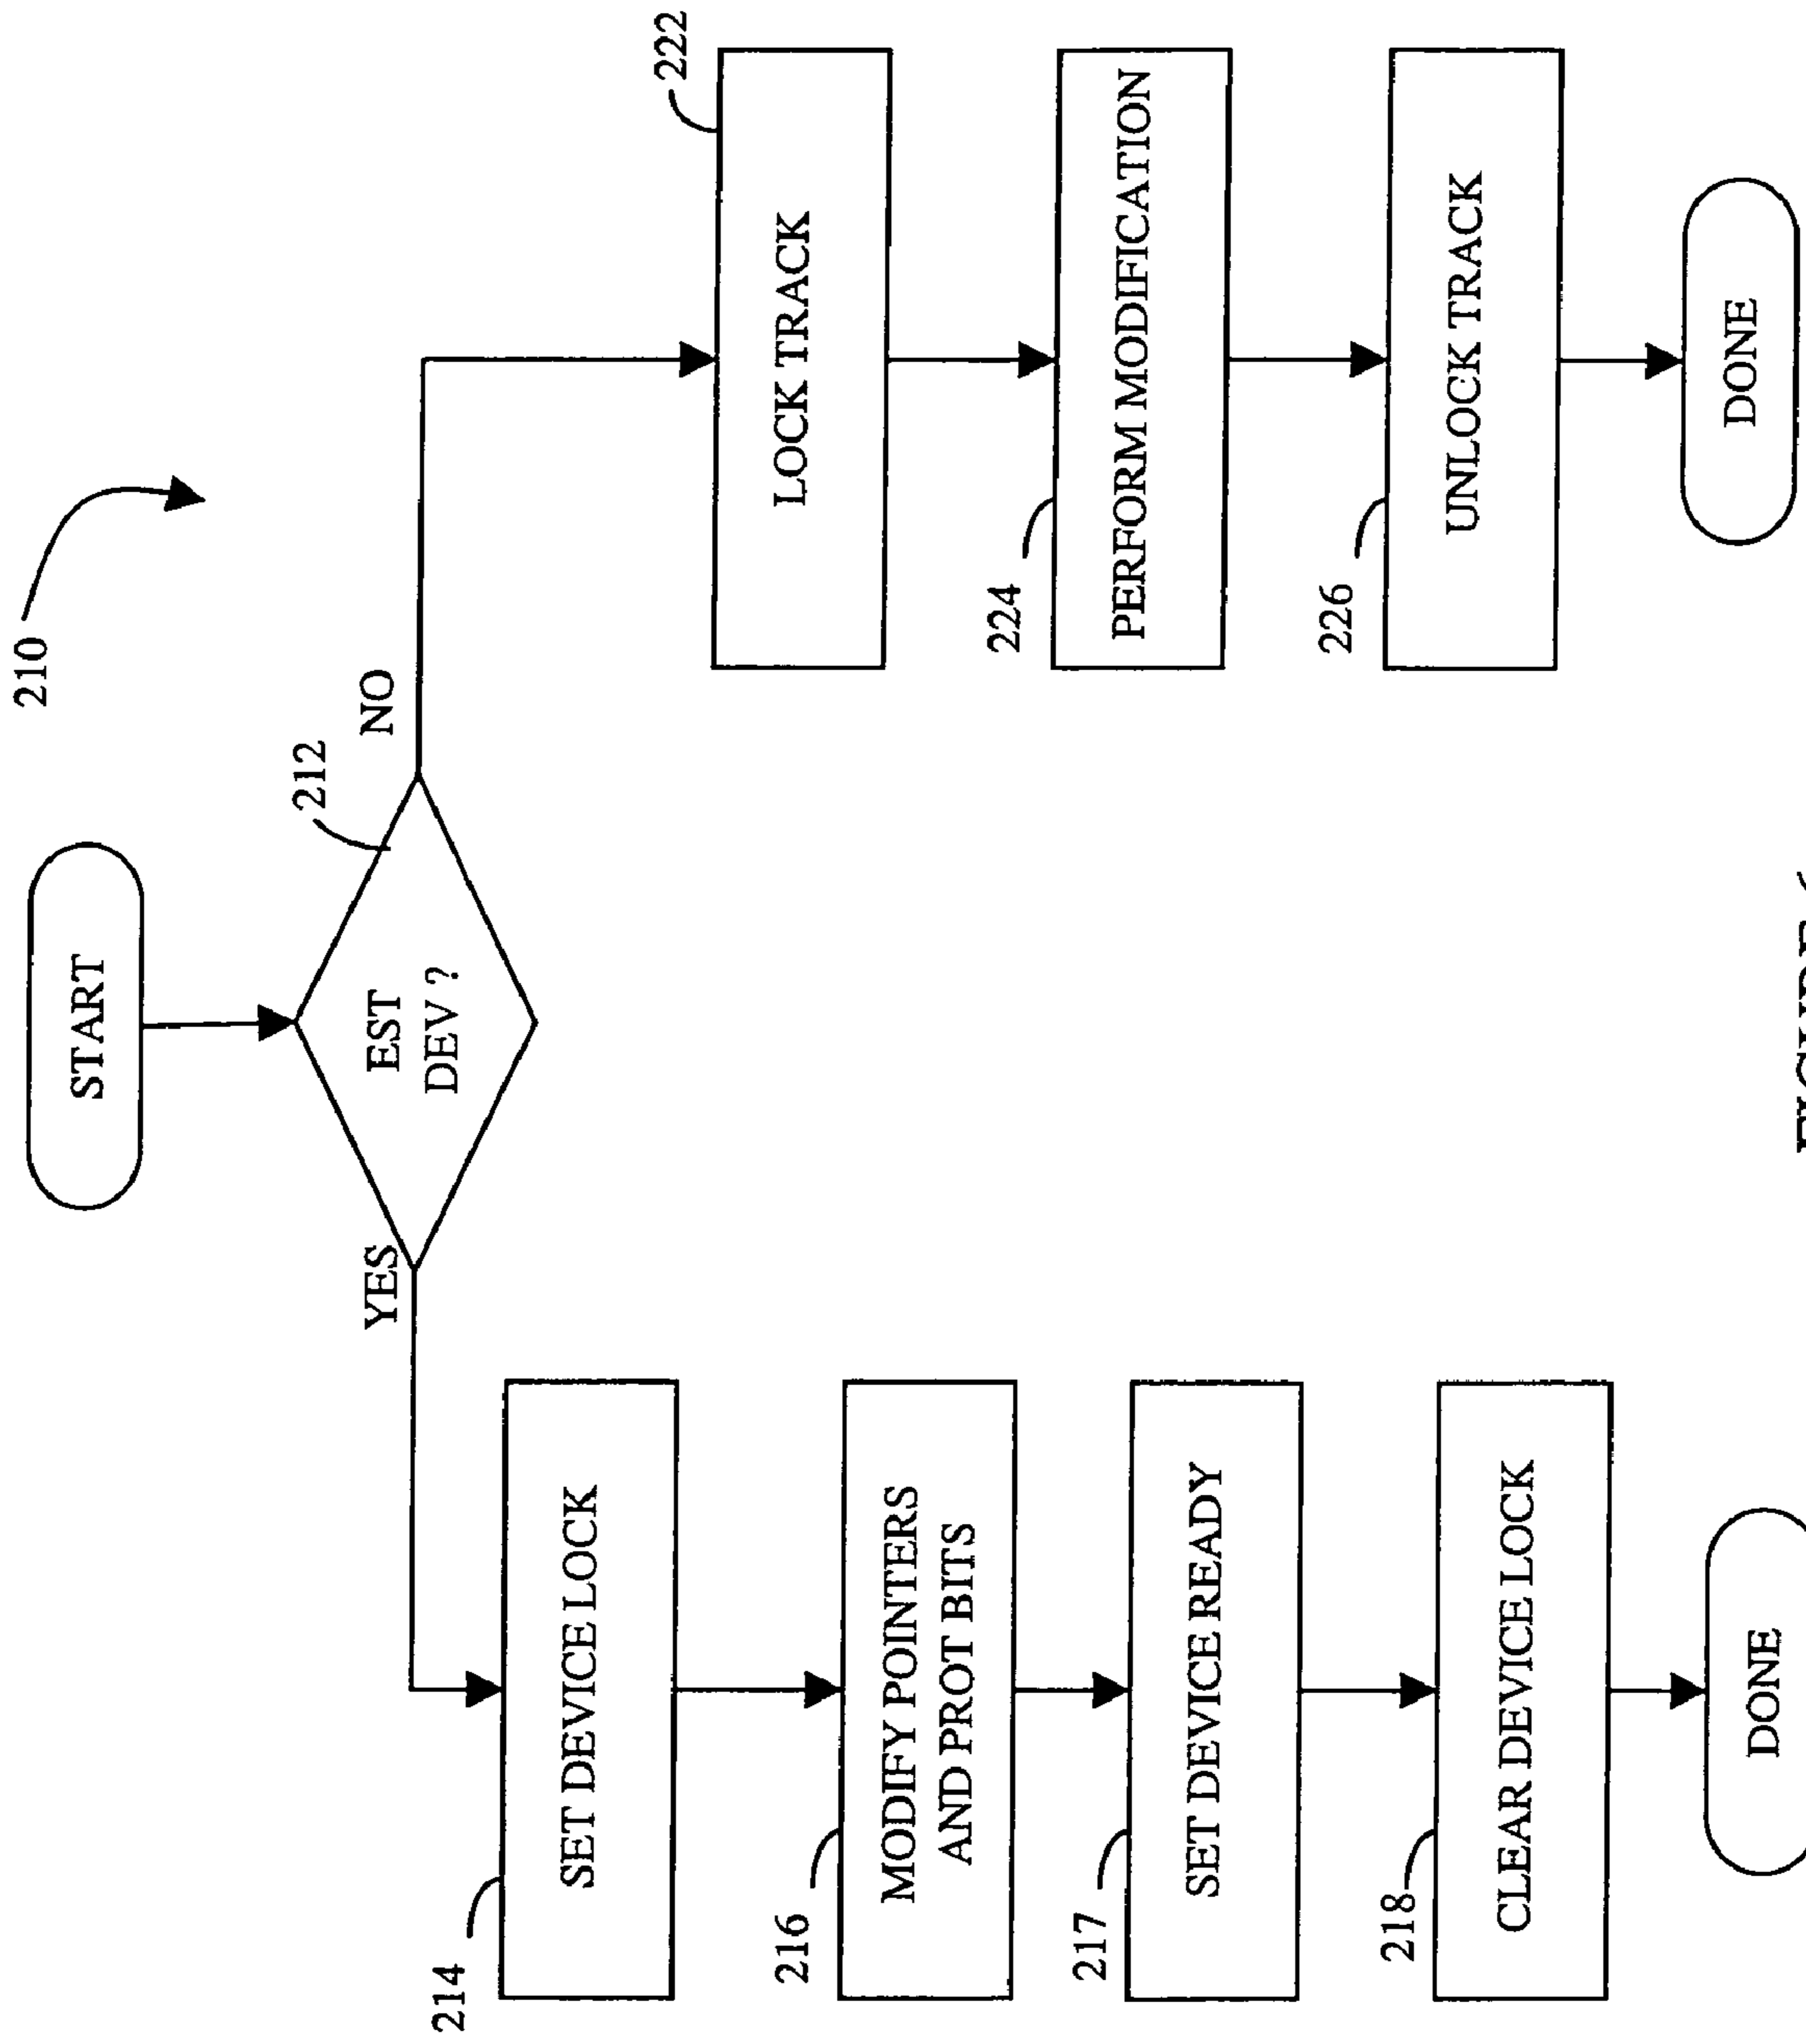 210
START
212
EST
DEV ?
YES
NO
214
SET DEVICE LOCK
216
MODIFY POINTERS
AND PROT BITS
217
SET DEVICE READY
218
CLEAR DEVICE LOCK
DONE
222
LOCK TRACK
224
PERFORM MODIFICATION
226
UNLOCK TRACK
DONE
FIGURE